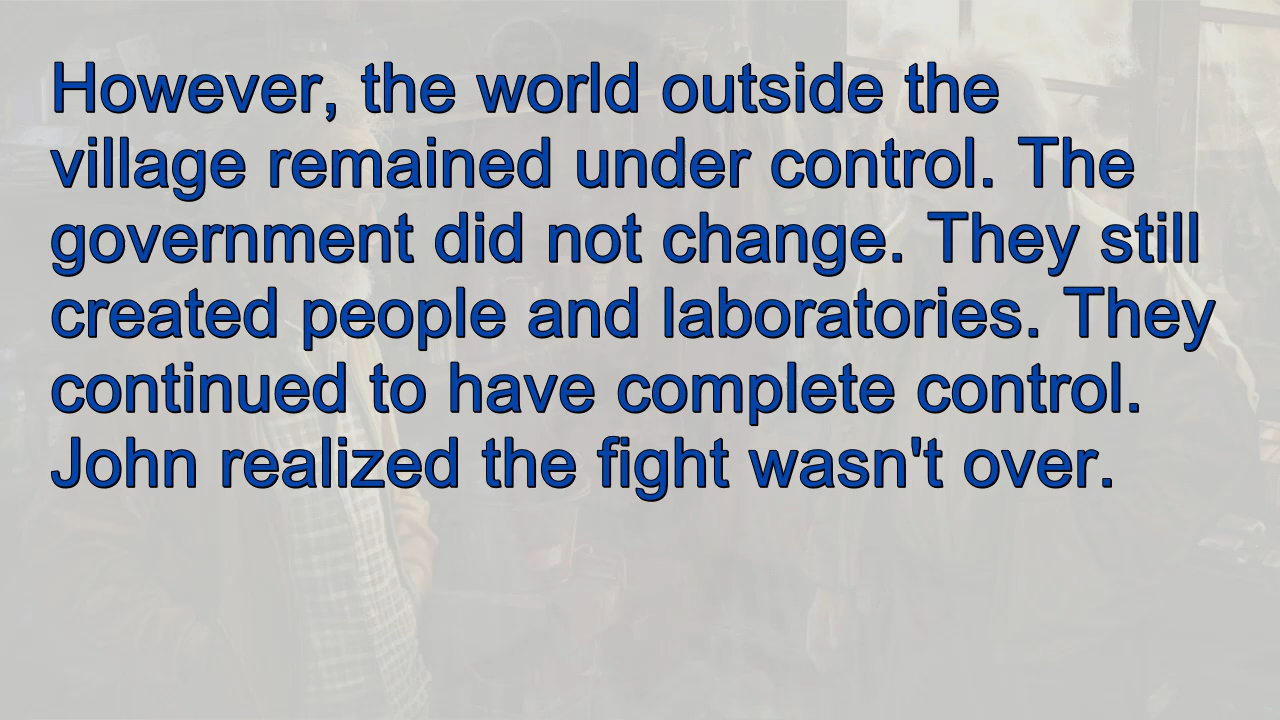 However, the world outside the
village remained under control. The
government did not change. They still
created people and laboratories. They
continued to have complete control.
John realized the fight wasn't over.